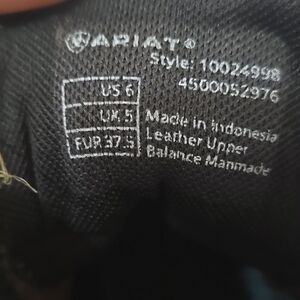 ARIAT®
Style: 10024998
4500052976
US 6
UK 5
EUR 37.5
Made in Indonesia
Leather Upper
Balance Manmade